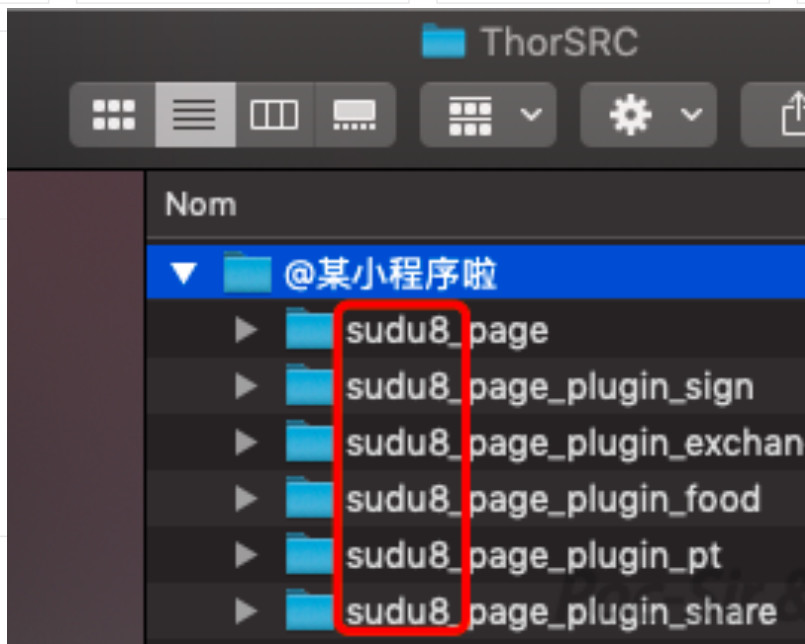 ThorSRC
Nom
@某小程序啦
sudu8_page
sudu8_page_plugin_sign
sudu8_page_plugin_exchan
sudu8_page_plugin_food
sudu8_page_plugin_pt
sudu8_page_plugin_share